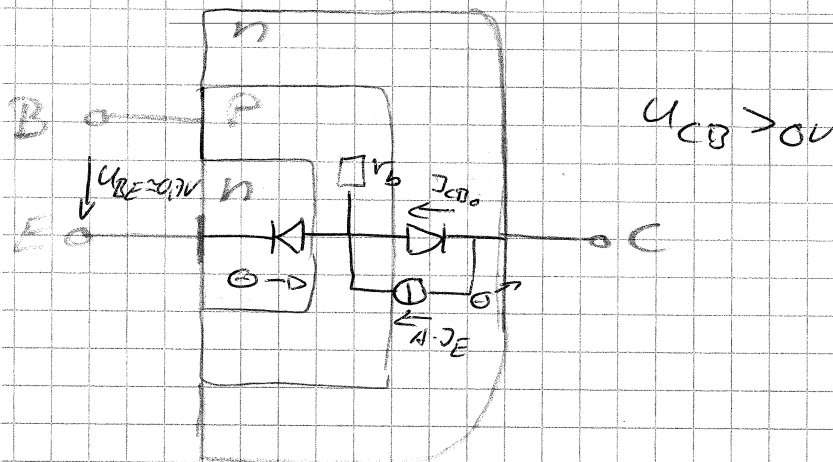 n
B
P
U_CB > 0V
U_BE≈0,7V
n
r_b
I_CB0
E
C
⊖ →
⊖
A·I_E